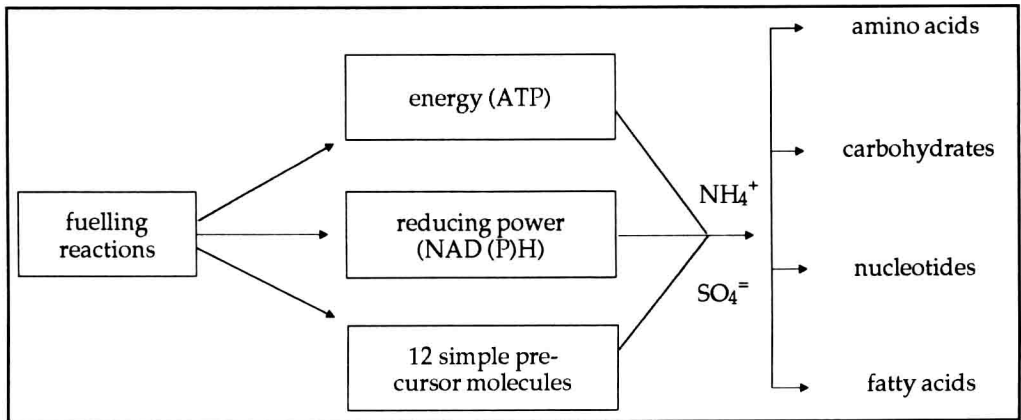 fuelling
reactions
energy (ATP)
reducing power
(NAD (P)H)
12 simple pre-
cursor molecules
NH₄⁺
SO₄⁼
amino acids
carbohydrates
nucleotides
fatty acids